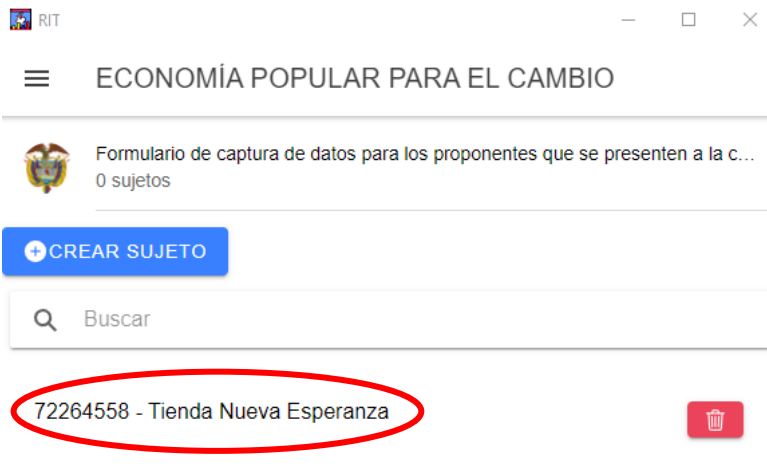 RIT
ECONOMÍA POPULAR PARA EL CAMBIO
Formulario de captura de datos para los proponentes que se presenten a la c...
0 sujetos
CREAR SUJETO
Buscar
72264558 - Tienda Nueva Esperanza